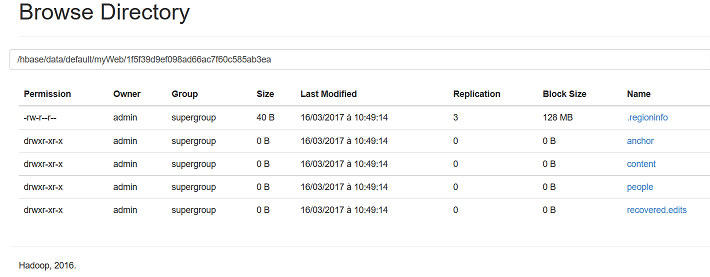 Browse Directory
/hbase/data/default/myWeb/1f5f39d9ef098ad66ac7f60c585ab3ea
Permission Owner Group Size Last Modified Replication Block Size Name
-rw-r--r-- admin supergroup 40 B 16/03/2017 à 10:49:14 3 128 MB .regioninfo
drwxr-xr-x admin supergroup 0 B 16/03/2017 à 10:49:14 0 0 B anchor
drwxr-xr-x admin supergroup 0 B 16/03/2017 à 10:49:14 0 0 B content
drwxr-xr-x admin supergroup 0 B 16/03/2017 à 10:49:14 0 0 B people
drwxr-xr-x admin supergroup 0 B 16/03/2017 à 10:49:14 0 0 B recovered.edits
Hadoop, 2016.